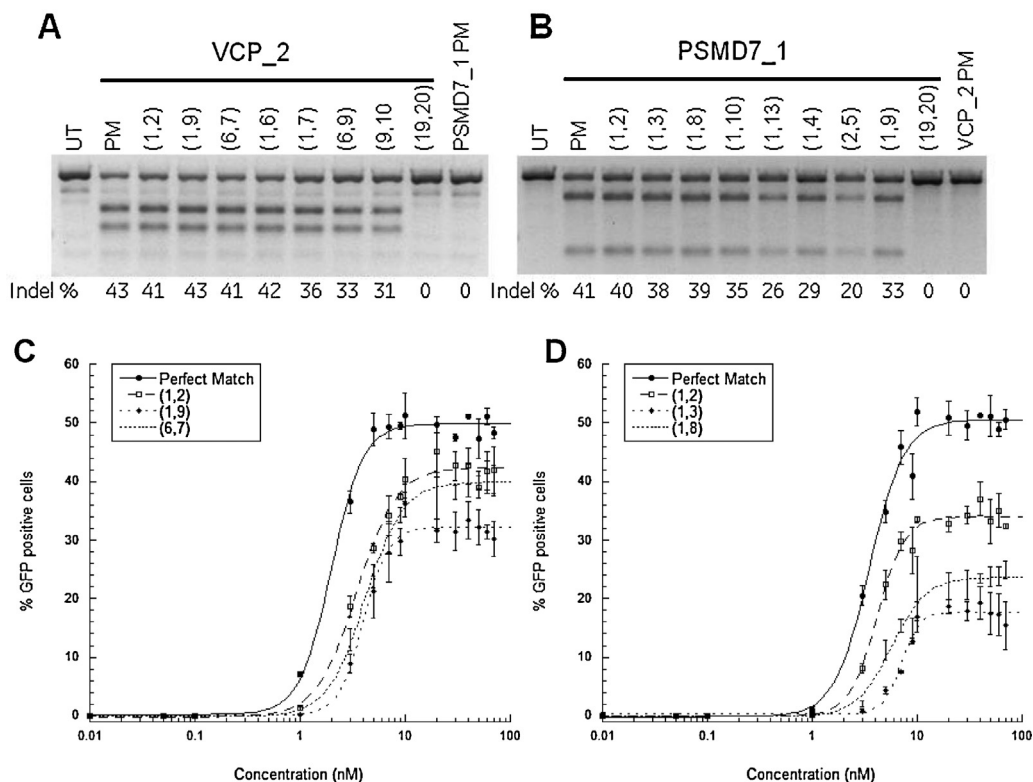 A
VCP_2
UT
PM
(1,2)
(1,9)
(6,7)
(1,6)
(1,7)
(6,9)
(9,10
(19,20)
PSMD7_1 PM
Indel % 43 41 43 41 42 36 33 31 0 0
B
PSMD7_1
UT
PM
(1,2)
(1,3)
(1,8)
(1,10)
(1,13)
(1,4)
(2,5)
(1,9)
(19,20)
VCP_2 PM
Indel % 41 40 38 39 35 26 29 20 33 0 0
C
Perfect Match
(1,2)
(1,9)
(6,7)
% GFP positive cells
60
50
40
30
20
10
0
0.01 0.1 1 10 100
Concentration (nM)
D
Perfect Match
(1,2)
(1,3)
(1,8)
% GFP positive cells
60
50
40
30
20
10
0
0.01 0.1 1 10 100
Concentration (nM)